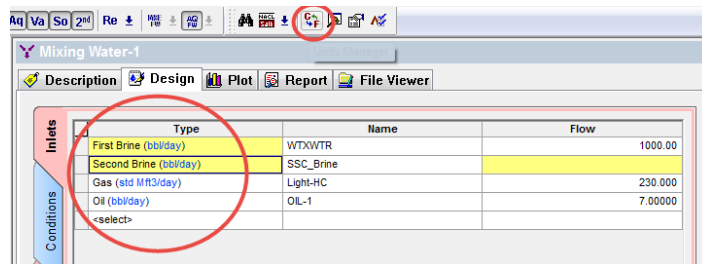 Aq Va So 2nd Re
Units Manager
Mixing Water-1
Description Design Plot Report File Viewer
Inlets
Type Name Flow
First Brine (bbl/day) WTXWTR 1000.00
Second Brine (bbl/day) SSC_Brine
Gas (std Mft3/day) Light-HC 230.000
Oil (bbl/day) OIL-1 7.00000
<select>
Conditions